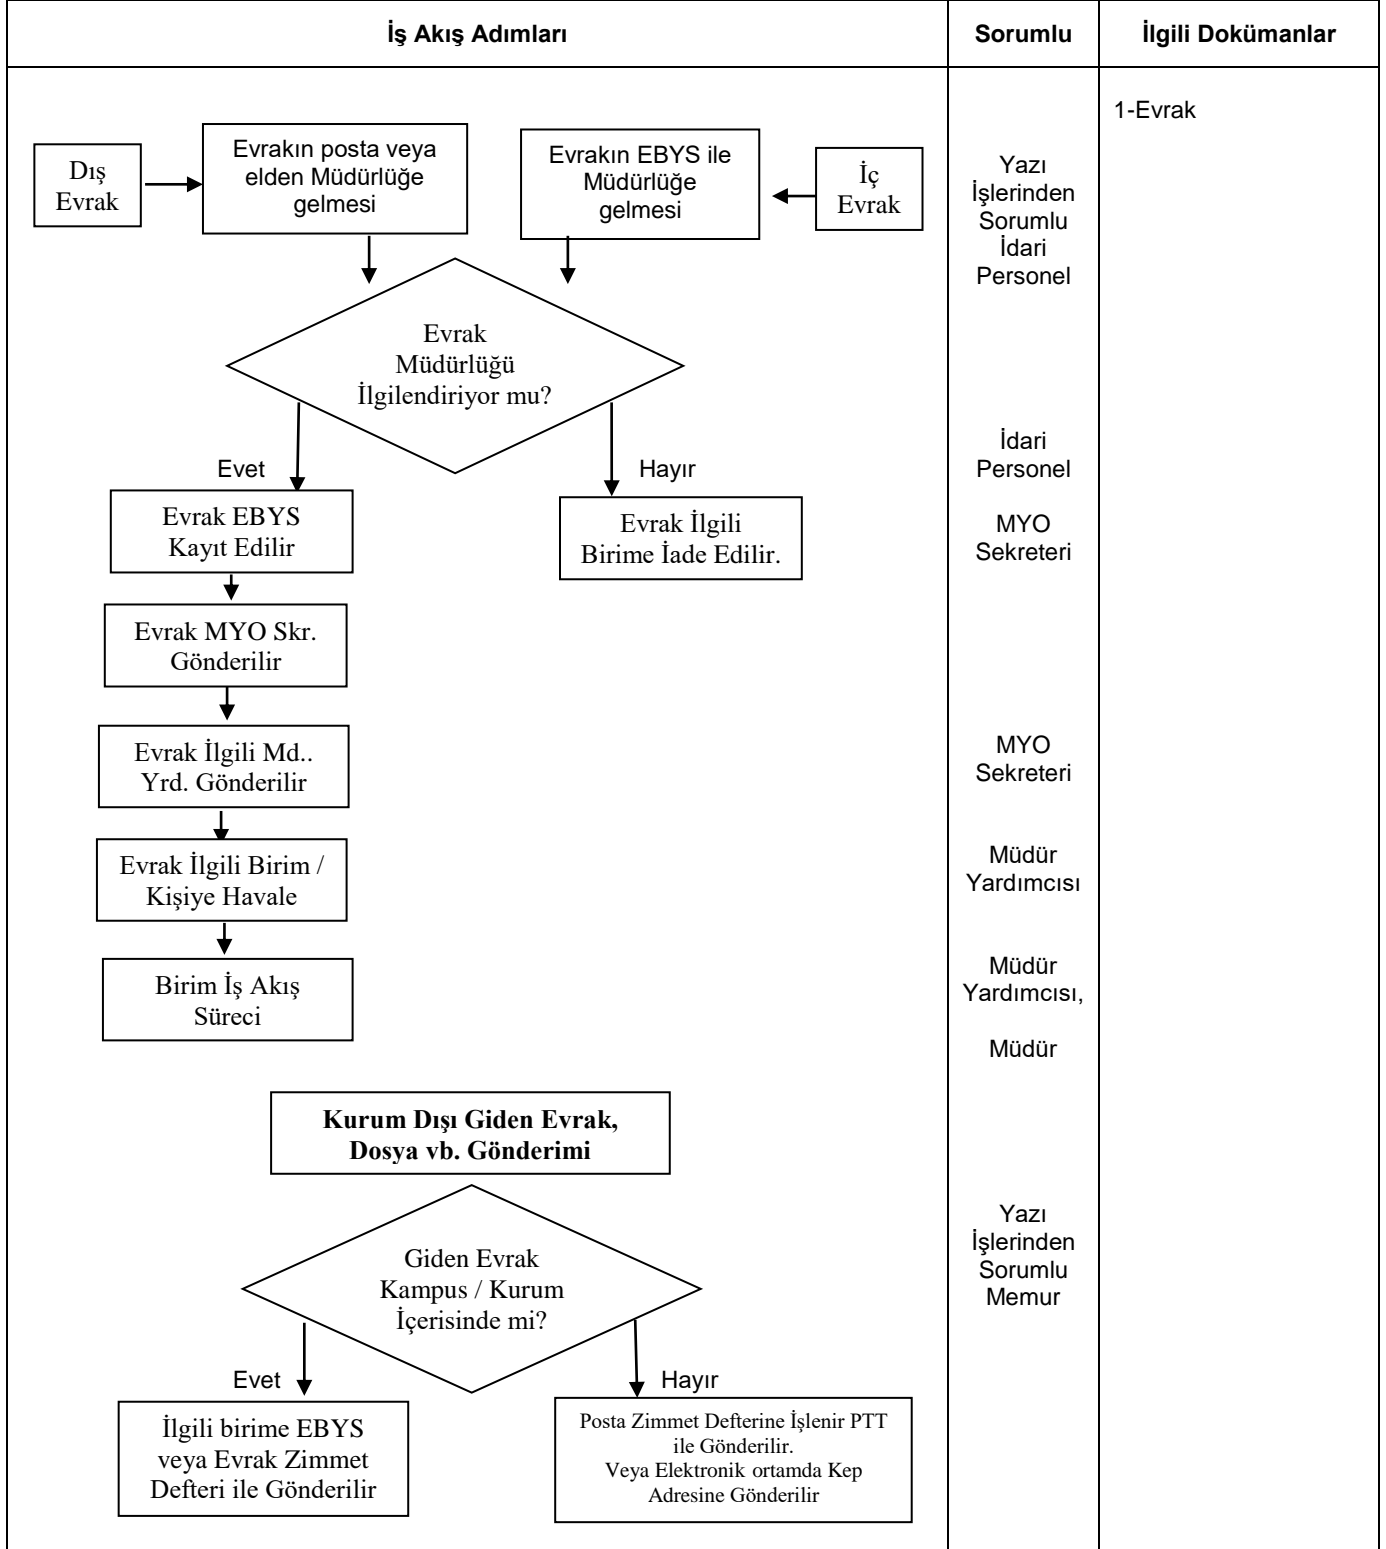 İş Akış Adımları
Sorumlu
İlgili Dokümanlar
1-Evrak
Dış
Evrak
Evrakın posta veya
elden Müdürlüğe
gelmesi
Evrakın EBYS ile
Müdürlüğe
gelmesi
İç
Evrak
Yazı
İşlerinden
Sorumlu
İdari
Personel
Evrak
Müdürlüğü
İlgilendiriyor mu?
Evet
Hayır
İdari
Personel
Evrak EBYS
Kayıt Edilir
Evrak İlgili
Birime İade Edilir.
MYO
Sekreteri
Evrak MYO Skr.
Gönderilir
Evrak İlgili Md..
Yrd. Gönderilir
MYO
Sekreteri
Evrak İlgili Birim /
Kişiye Havale
Müdür
Yardımcısı
Birim İş Akış
Süreci
Müdür
Yardımcısı,
Müdür
Kurum Dışı Giden Evrak,
Dosya vb. Gönderimi
Giden Evrak
Kampus / Kurum
İçerisinde mi?
Yazı
İşlerinden
Sorumlu
Memur
Evet
Hayır
İlgili birime EBYS
veya Evrak Zimmet
Defteri ile Gönderilir
Posta Zimmet Defterine İşlenir PTT
ile Gönderilir.
Veya Elektronik ortamda Kep
Adresine Gönderilir